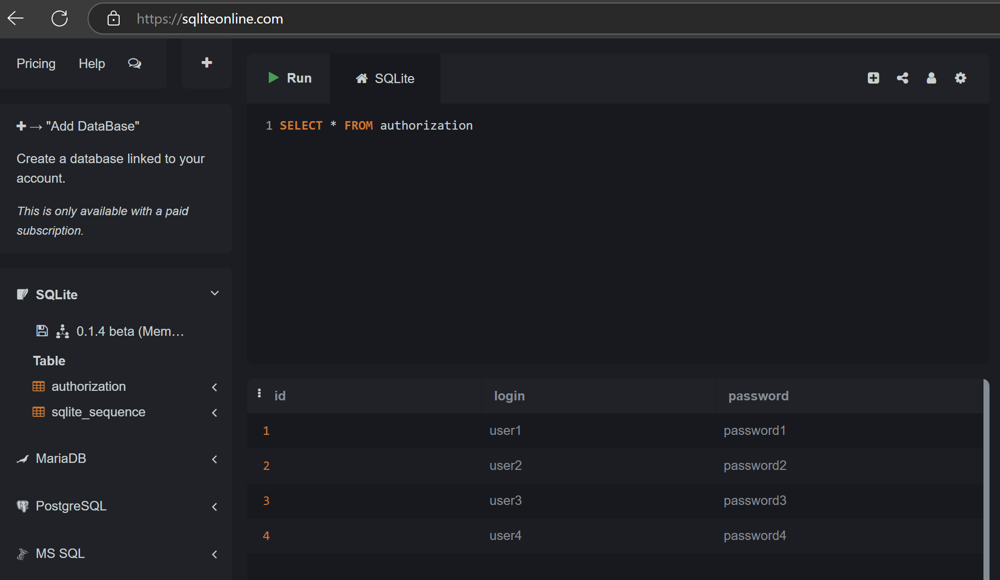 https://sqliteonline.com
Pricing Help
Run SQLite
+ → "Add DataBase"
Create a database linked to your
account.
This is only available with a paid
subscription.
SQLite
0.1.4 beta (Mem…
Table
authorization
sqlite_sequence
MariaDB
PostgreSQL
MS SQL
1 SELECT * FROM authorization
id login password
1 user1 password1
2 user2 password2
3 user3 password3
4 user4 password4